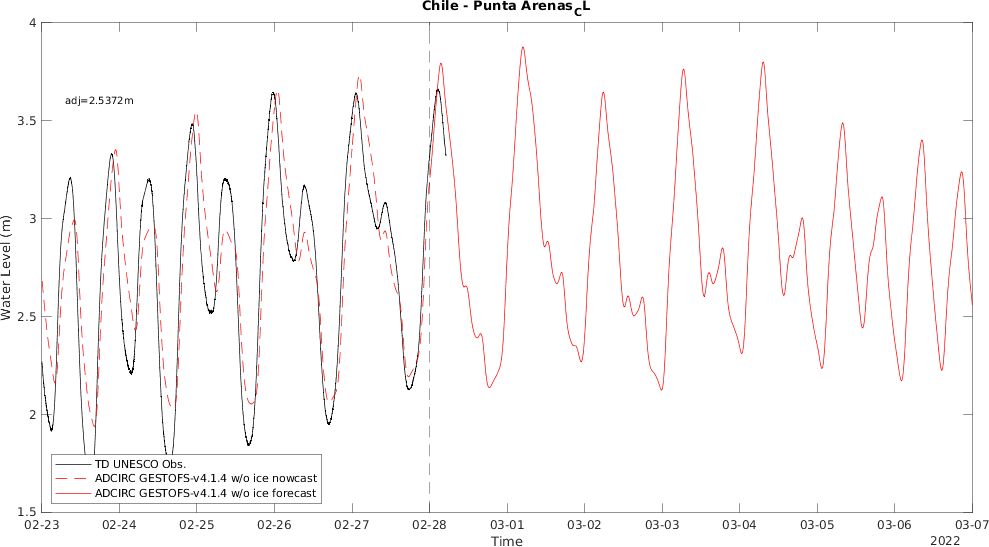 Chile - Punta Arenas_CL
adj=2.5372m
Water Level (m)
4
3.5
3
2.5
2
1.5
TD UNESCO Obs.
ADCIRC GESTOFS-v4.1.4 w/o ice nowcast
ADCIRC GESTOFS-v4.1.4 w/o ice forecast
02-23 02-24 02-25 02-26 02-27 02-28 03-01 03-02 03-03 03-04 03-05 03-06 03-07
Time
2022